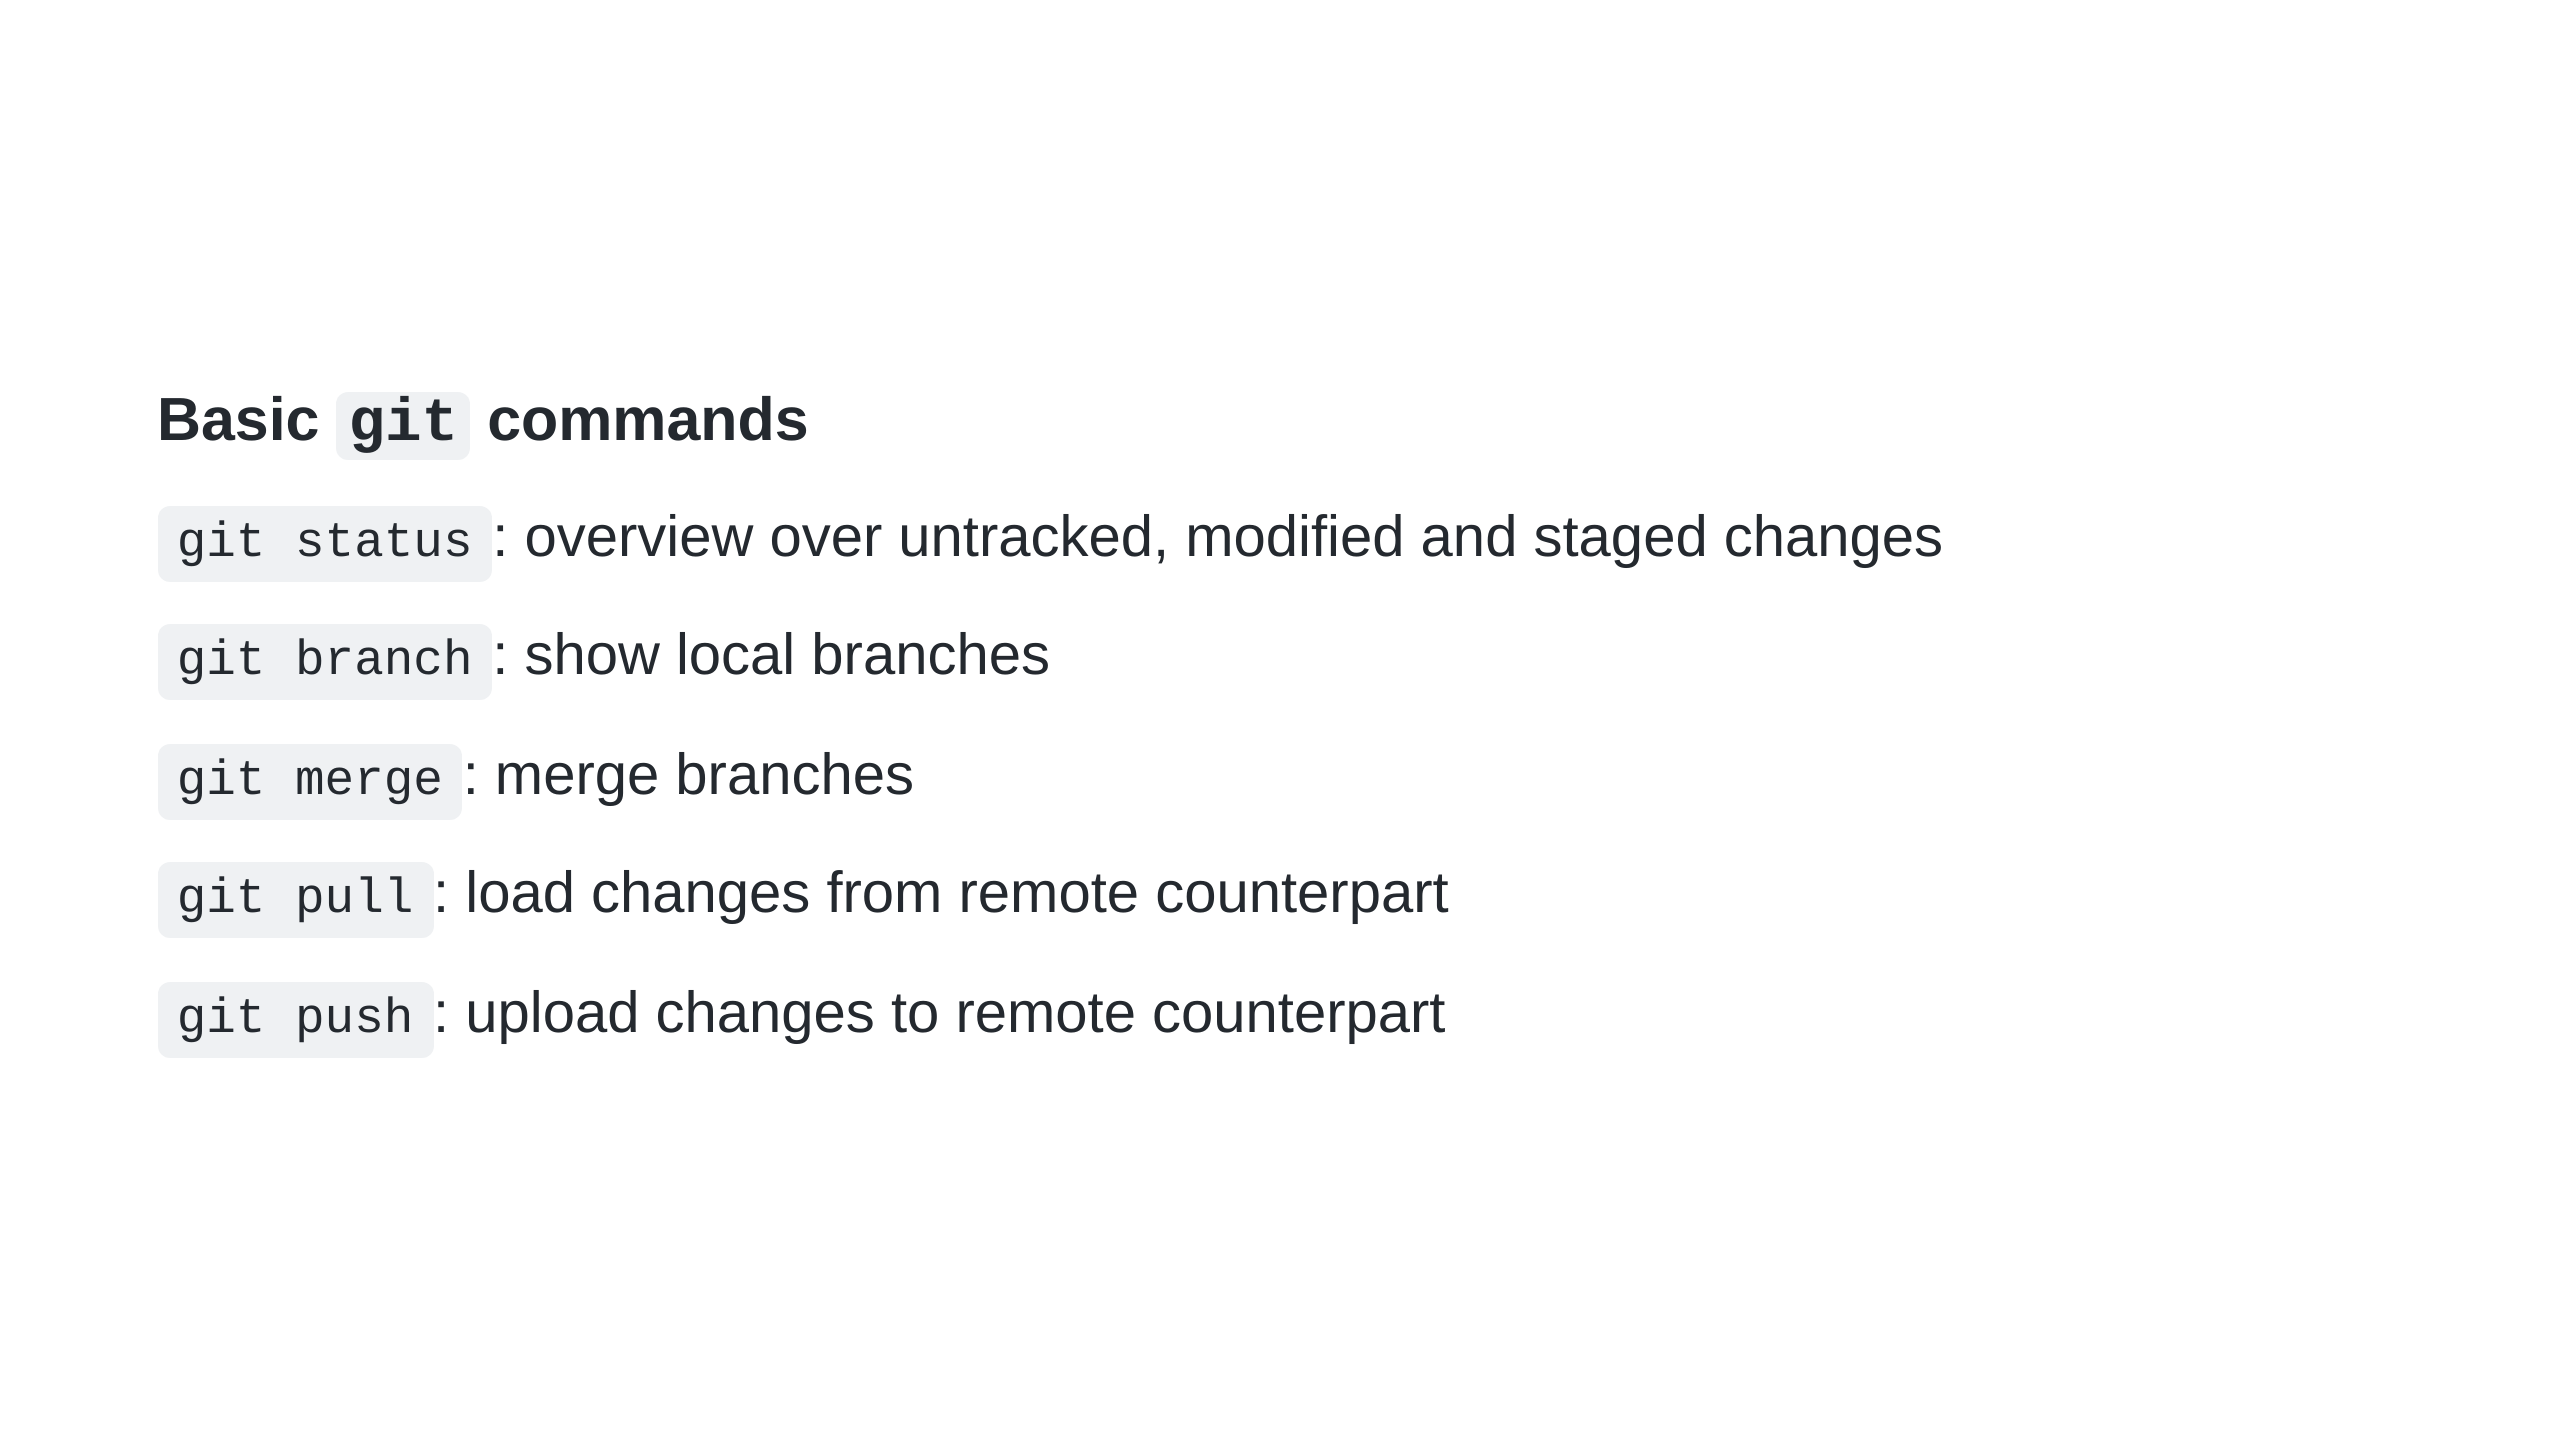 Basic git commands
git status: overview over untracked, modified and staged changes
git branch: show local branches
git merge: merge branches
git pull: load changes from remote counterpart
git push: upload changes to remote counterpart